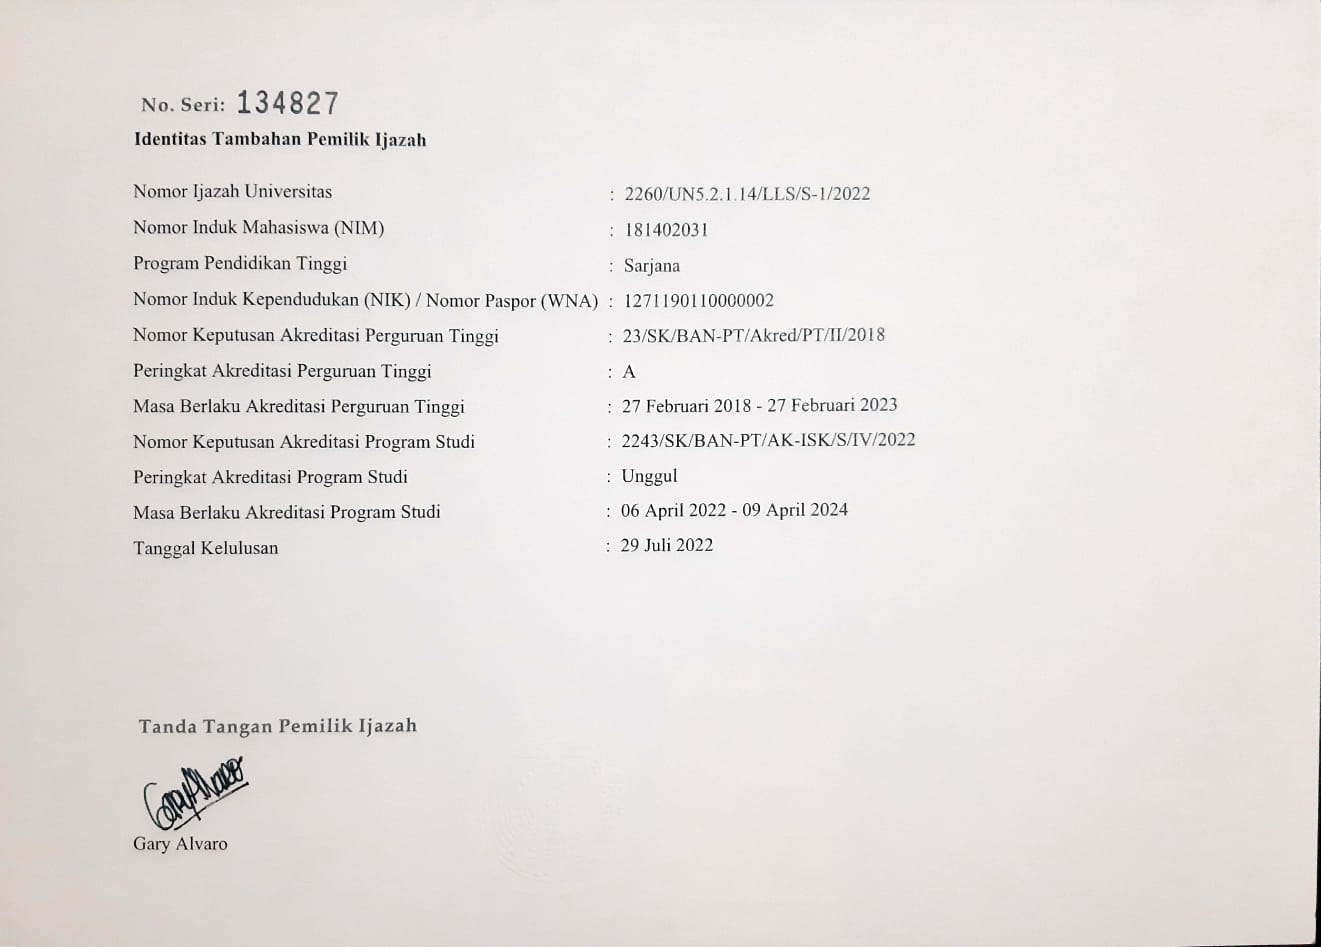 No. Seri: 134827
Identitas Tambahan Pemilik Ijazah
Nomor Ijazah Universitas : 2260/UN5.2.1.14/LLS/S-1/2022
Nomor Induk Mahasiswa (NIM) : 181402031
Program Pendidikan Tinggi : Sarjana
Nomor Induk Kependudukan (NIK) / Nomor Paspor (WNA) : 1271190110000002
Nomor Keputusan Akreditasi Perguruan Tinggi : 23/SK/BAN-PT/Akred/PT/II/2018
Peringkat Akreditasi Perguruan Tinggi : A
Masa Berlaku Akreditasi Perguruan Tinggi : 27 Februari 2018 - 27 Februari 2023
Nomor Keputusan Akreditasi Program Studi : 2243/SK/BAN-PT/AK-ISK/S/IV/2022
Peringkat Akreditasi Program Studi : Unggul
Masa Berlaku Akreditasi Program Studi : 06 April 2022 - 09 April 2024
Tanggal Kelulusan : 29 Juli 2022
Tanda Tangan Pemilik Ijazah
GaryAlvaro
Gary Alvaro